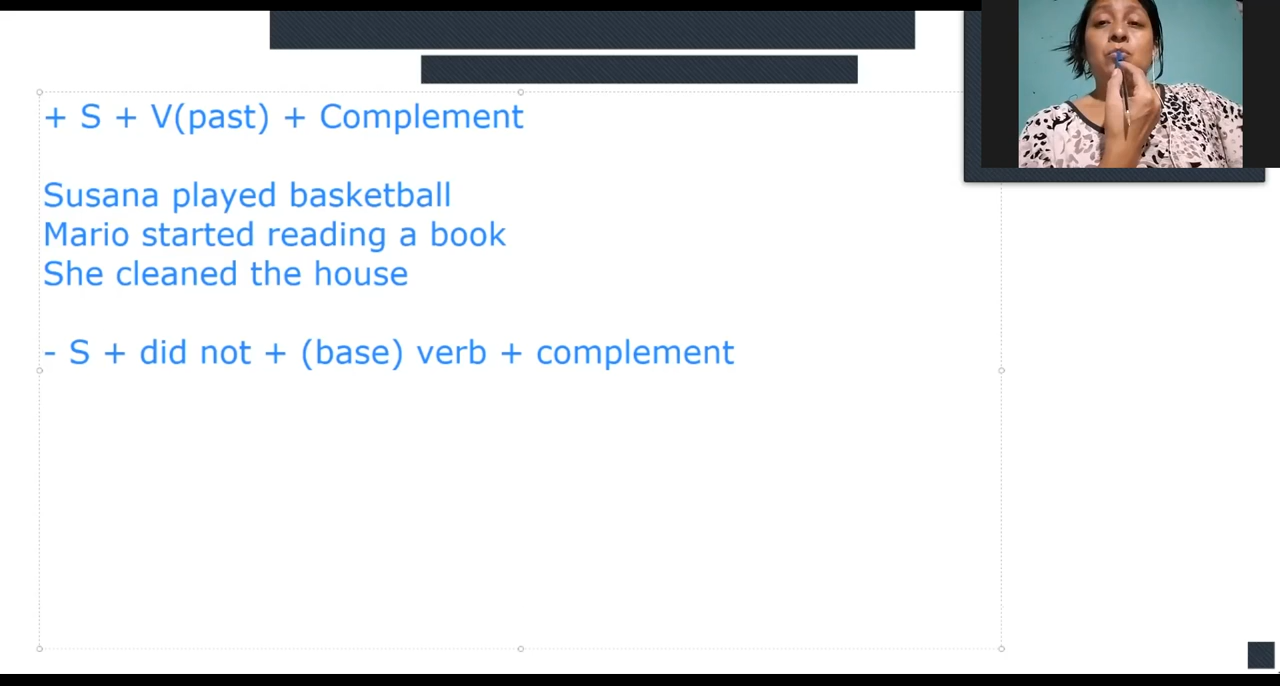 + S + V(past) + Complement
Susana played basketball
Mario started reading a book
She cleaned the house
- S + did not + (base) verb + complement